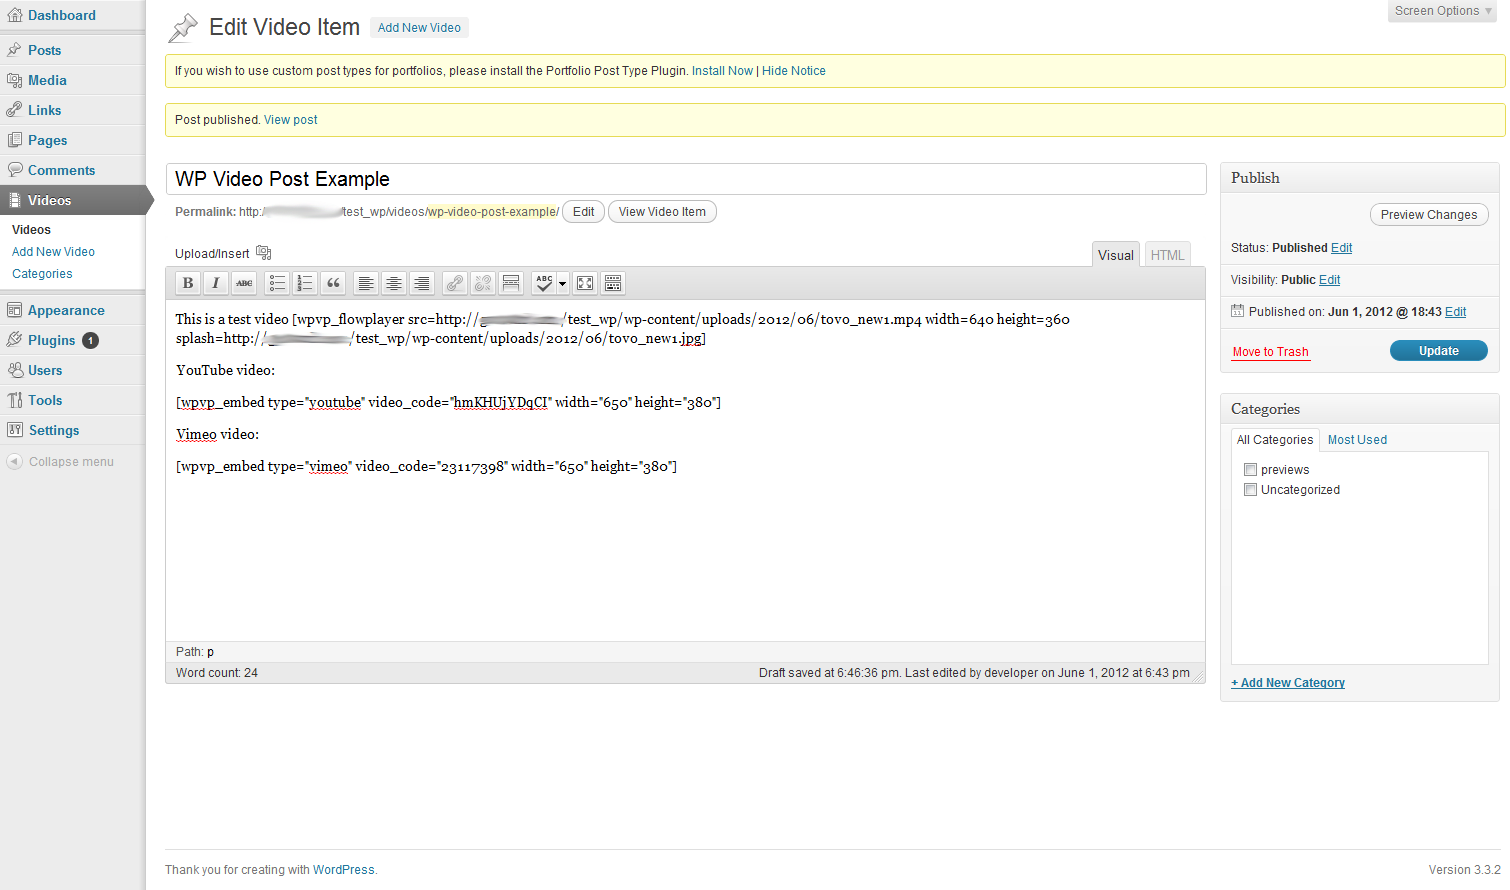 Dashboard
Posts
Media
Links
Pages
Comments
Videos
Videos
Add New Video
Categories
Appearance
Plugins 1
Users
Tools
Settings
Collapse menu
Screen Options
Edit Video Item Add New Video
If you wish to use custom post types for portfolios, please install the Portfolio Post Type Plugin. Install Now | Hide Notice
Post published. View post
WP Video Post Example
Permalink: http:/ /test_wp/videos/wp-video-post-example/ Edit View Video Item
Upload/Insert
Visual HTML
B I ABC ABC
This is a test video [wpvp_flowplayer src=http:// /test_wp/wp-content/uploads/2012/06/tovo_new1.mp4 width=640 height=360
splash=http:// /test_wp/wp-content/uploads/2012/06/tovo_new1.jpg]
YouTube video:
[wpvp_embed type="youtube" video_code="hmKHUjYDqCI" width="650" height="380"]
Vimeo video:
[wpvp_embed type="vimeo" video_code="23117398" width="650" height="380"]
Path: p
Word count: 24
Draft saved at 6:46:36 pm. Last edited by developer on June 1, 2012 at 6:43 pm
Publish
Preview Changes
Status: Published Edit
Visibility: Public Edit
Published on: Jun 1, 2012 @ 18:43 Edit
Move to Trash Update
Categories
All Categories Most Used
previews
Uncategorized
+ Add New Category
Thank you for creating with WordPress.
Version 3.3.2